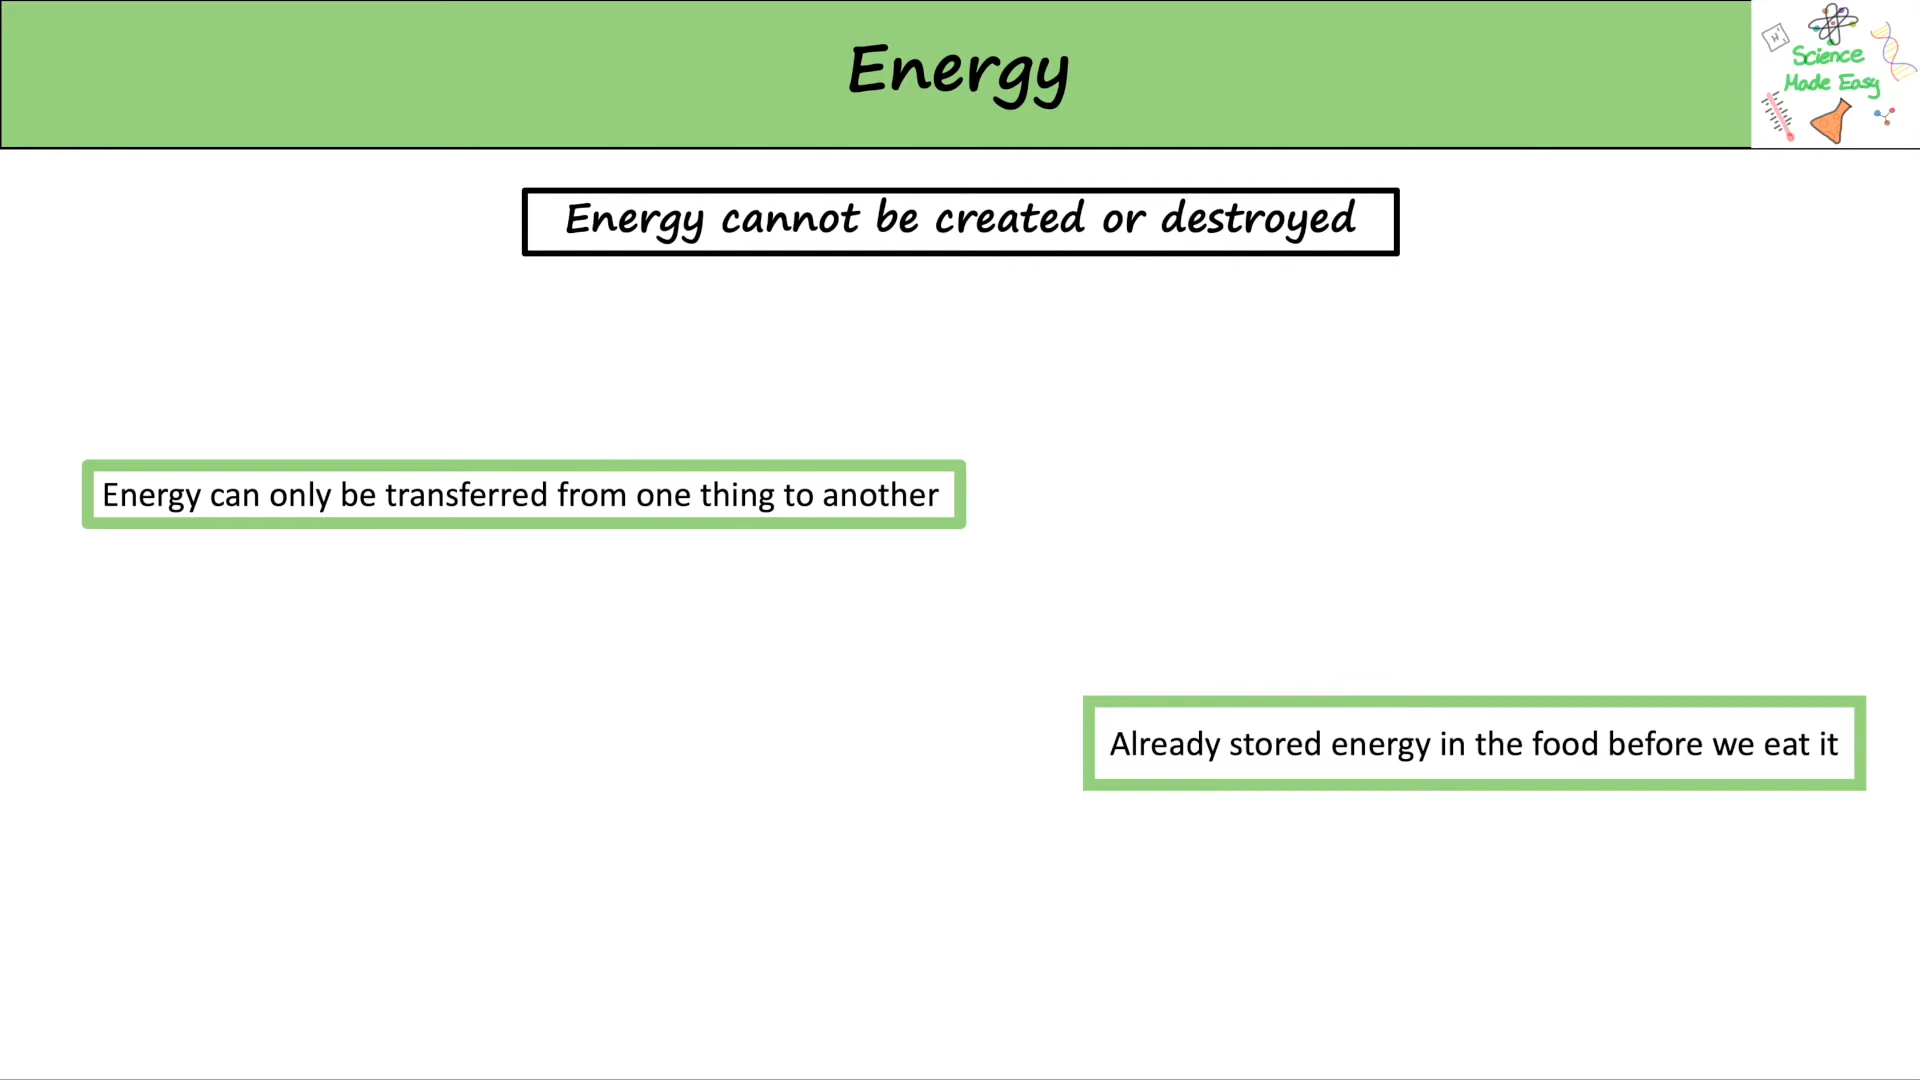 Energy
Science
Made Easy
Energy cannot be created or destroyed
Energy can only be transferred from one thing to another
Already stored energy in the food before we eat it